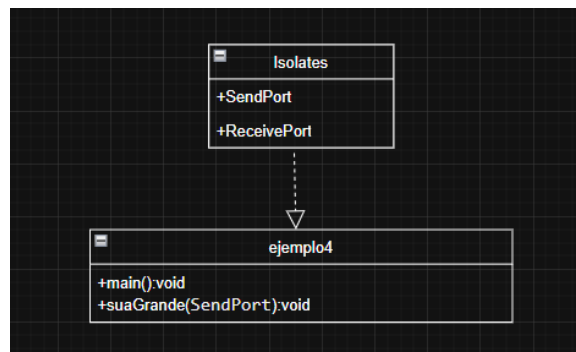 Isolates
+SendPort
+ReceivePort
ejemplo4
+main():void
+suaGrande(SendPort):void